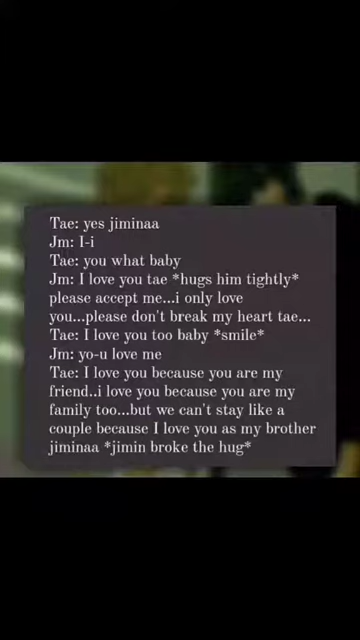 Tae: yes jiminaa
Jm: I-i
Tae: you what baby
Jm: I love you tae *hugs him tightly*
please accept me...i only love
you...please don't break my heart tae...
Tae: I love you too baby *smile*
Jm: yo-u love me
Tae: I love you because you are my
friend..i love you because you are my
family too...but we can't stay like a
couple because I love you as my brother
jiminaa *jimin broke the hug*